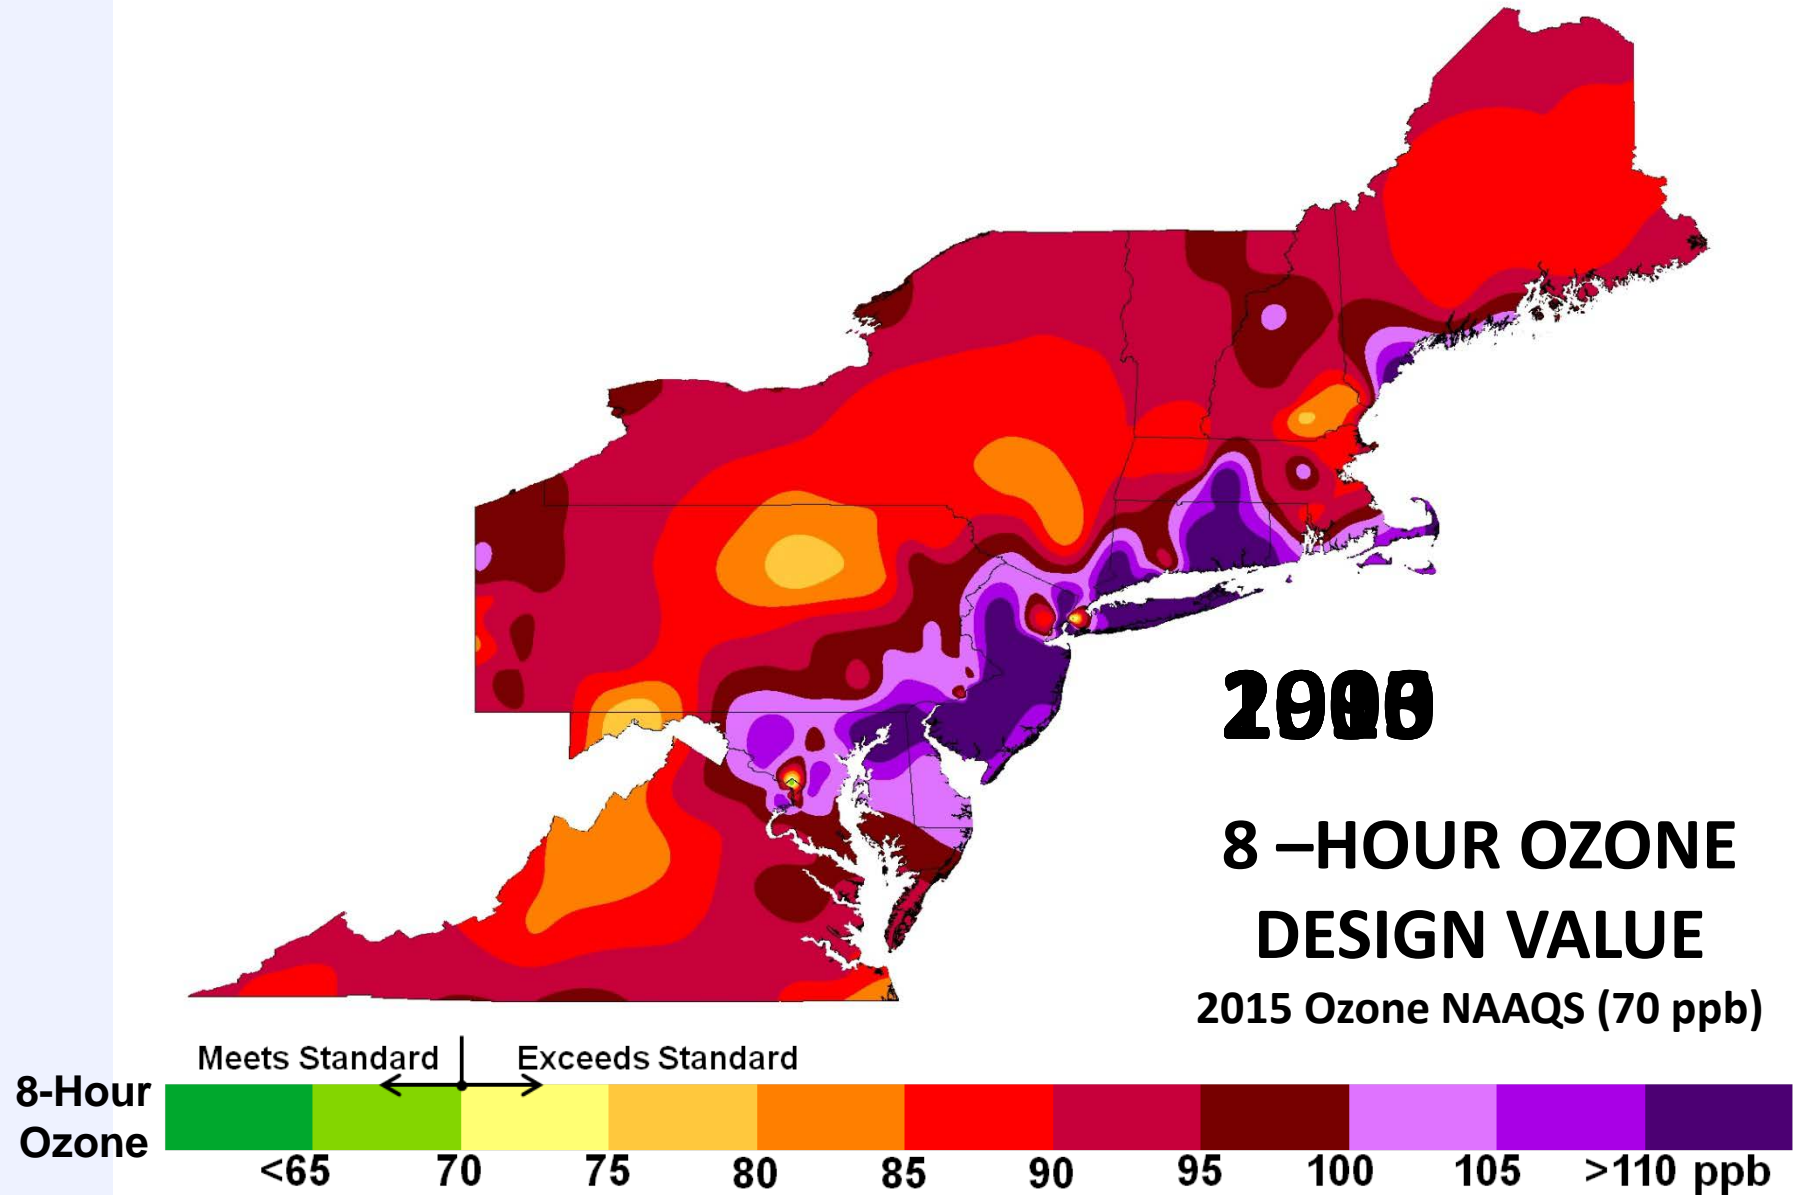 8 –HOUR OZONE
DESIGN VALUE
2015 Ozone NAAQS (70 ppb)
Meets Standard Exceeds Standard
8-Hour
Ozone
<65 70 75 80 85 90 95 100 105 >110 ppb